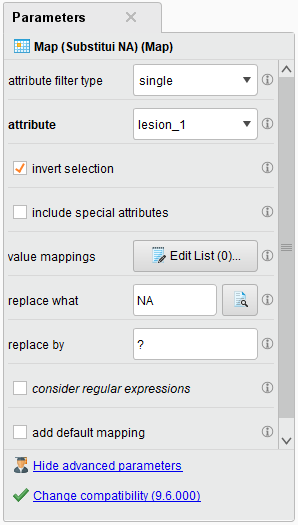 Parameters
Map (Substitui NA) (Map)
attribute filter type single
attribute lesion_1
invert selection
include special attributes
value mappings Edit List (0)...
replace what NA
replace by ?
consider regular expressions
add default mapping
Hide advanced parameters
Change compatibility (9.6.000)